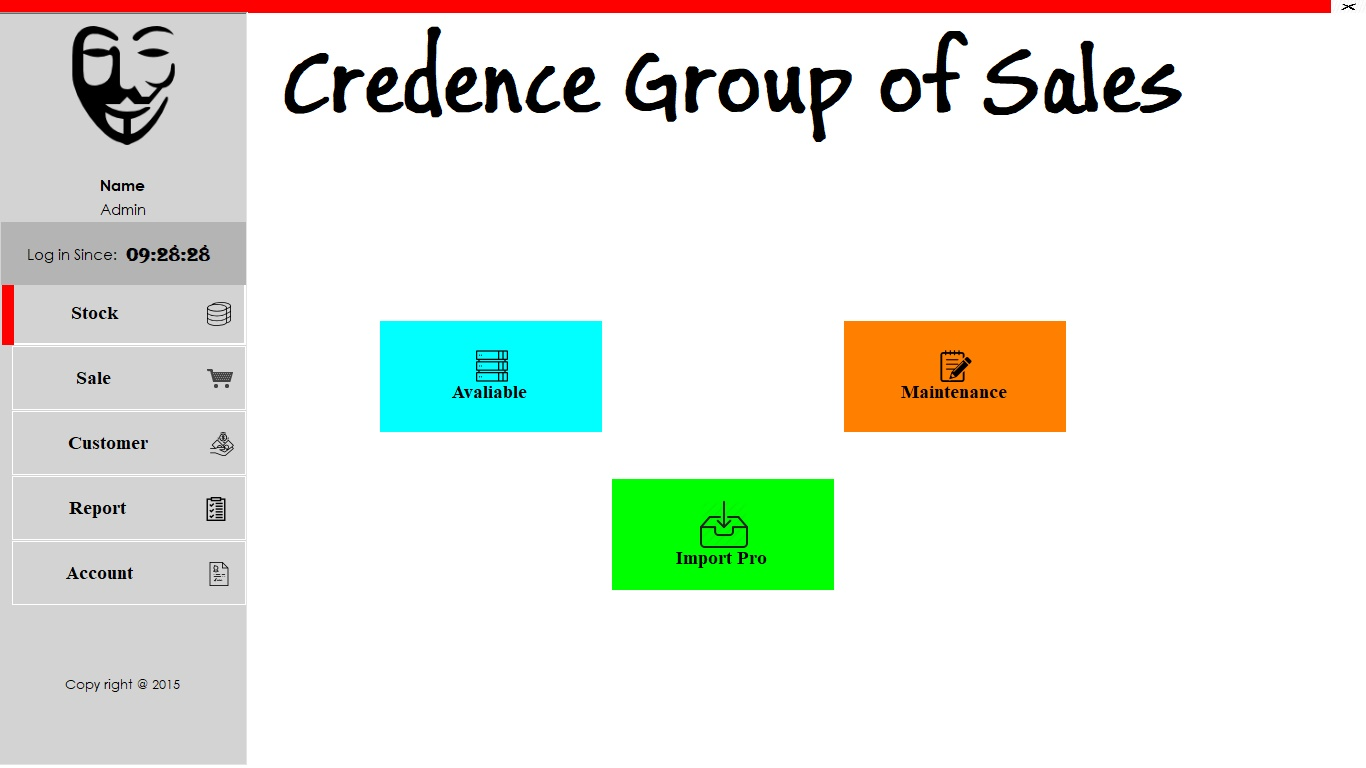 Credence Group of Sales
Name
Admin
Log in Since: 09:28:28
Stock
Sale
Customer
Report
Account
Copy right @ 2015
Avaliable
Maintenance
Import Pro